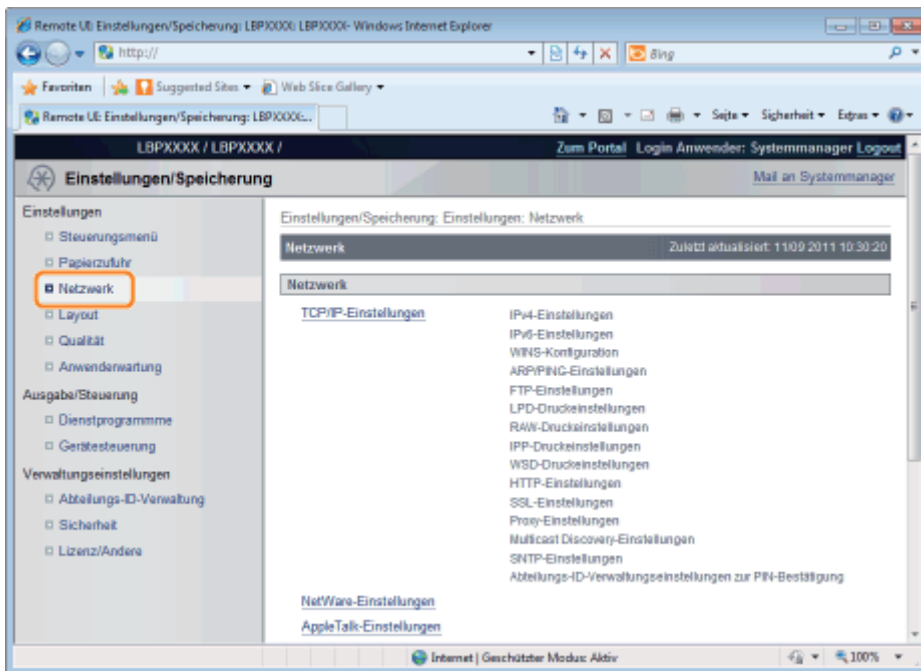 Remote UI: Einstellungen/Speicherung: LBPXXXX: LBPXXXX- Windows Internet Explorer
http://
Bing
Favoriten Suggested Sites Web Slice Gallery
Remote UI: Einstellungen/Speicherung: LBPXXXX:... Seite Sicherheit Extras
LBPXXXX / LBPXXXX / Zum Portal Login Anwender: Systemmanager Logout
Einstellungen/Speicherung Mail an Systemmanager
Einstellungen
Steuerungsmenü
Papierzufuhr
Netzwerk
Layout
Qualität
Anwenderwartung
Ausgabe/Steuerung
Dienstprogrammme
Gerätesteuerung
Verwaltungseinstellungen
Abteilungs-ID-Verwaltung
Sicherheit
Lizenz/Andere
Einstellungen/Speicherung: Einstellungen: Netzwerk
Netzwerk Zuletzt aktualisiert: 11/09 2011 10:30:20
Netzwerk
TCP/IP-Einstellungen
IPv4-Einstellungen
IPv6-Einstellungen
WINS-Konfiguration
ARP/PING-Einstellungen
FTP-Einstellungen
LPD-Druckeinstellungen
RAW-Druckeinstellungen
IPP-Druckeinstellungen
WSD-Druckeinstellungen
HTTP-Einstellungen
SSL-Einstellungen
Proxy-Einstellungen
Multicast Discovery-Einstellungen
SNTP-Einstellungen
Abteilungs-ID-Verwaltungseinstellungen zur PIN-Bestätigung
NetWare-Einstellungen
AppleTalk-Einstellungen
Internet | Geschützter Modus: Aktiv 100%